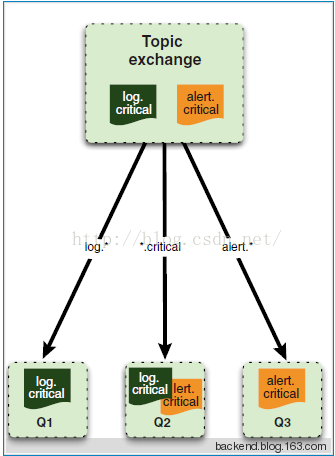 Topic
exchange
log.
critical
alert.
critical
http://blog.csdn.net/
log.*
*.critical
alert.*
log.
critical
Q1
log.
critical
lert.
critical
Q2
alert.
critical
Q3
backend.blog.163.com